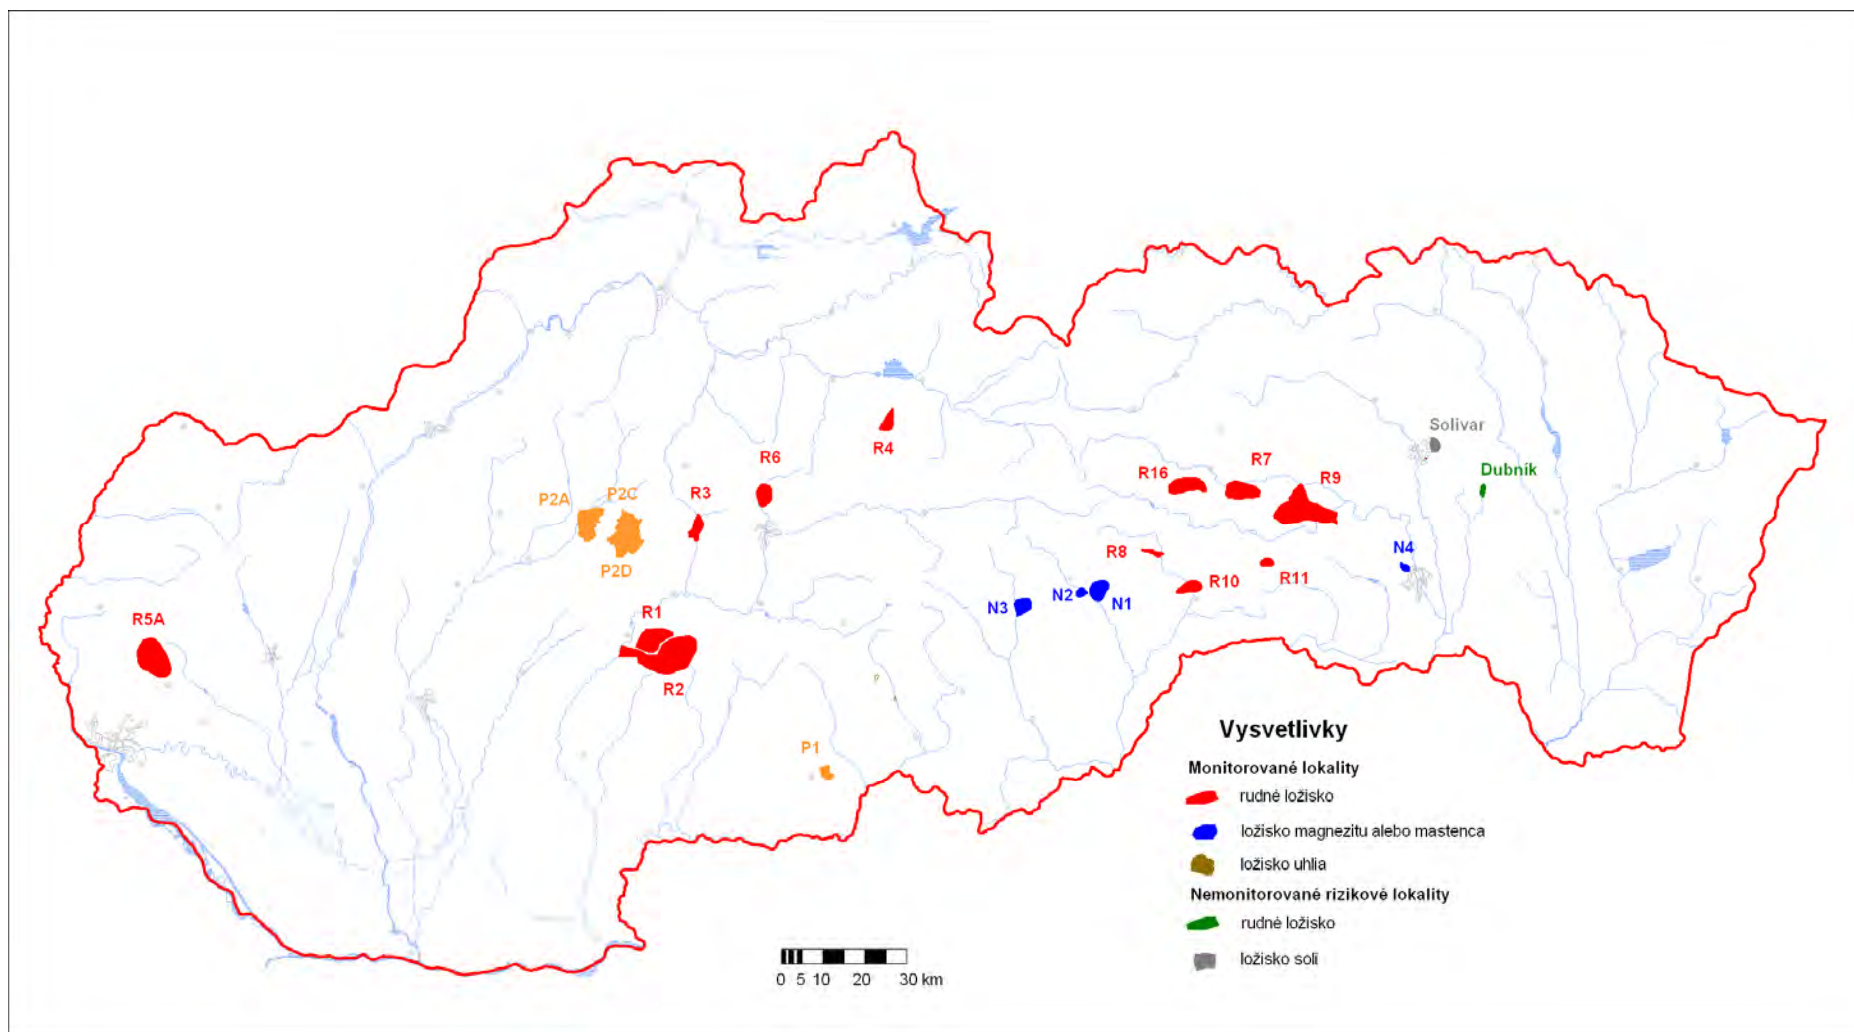 Solivar
R4
Dubník
R6
R16
R7
R9
P2A
P2C
R3
P2D
R8
N4
R10
R11
N3
N2
N1
R5A
R1
R2
P1
Vysvetlivky
Monitorované lokality
rudné ložisko
ložisko magnezitu alebo mastenca
ložisko uhlia
Nemonitorované rizikové lokality
rudné ložisko
ložisko soli
0 5 10 20 30 km